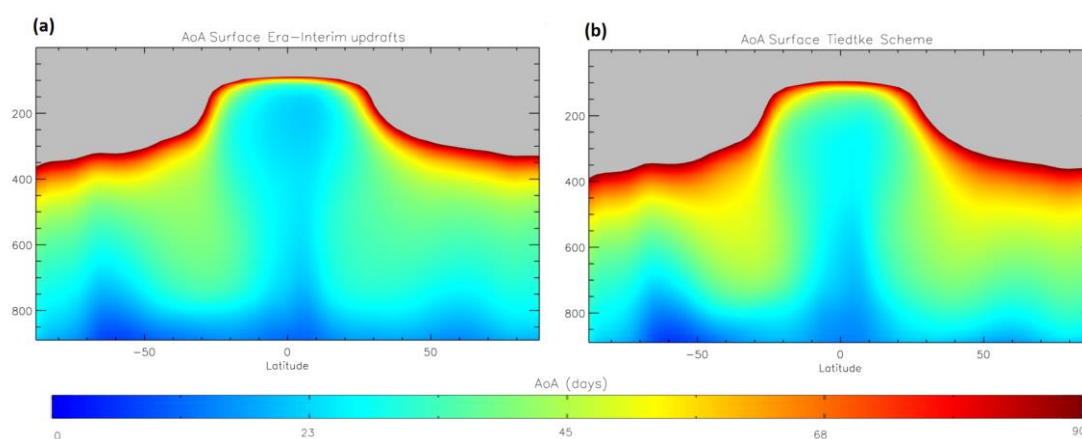 (a)
AoA Surface Era-Interim updrafts
200
400
600
800
-50 0 50
Latitude
(b)
AoA Surface Tiedtke Scheme
200
400
600
800
-50 0 50
Latitude
AoA (days)
0 23 45 68 90